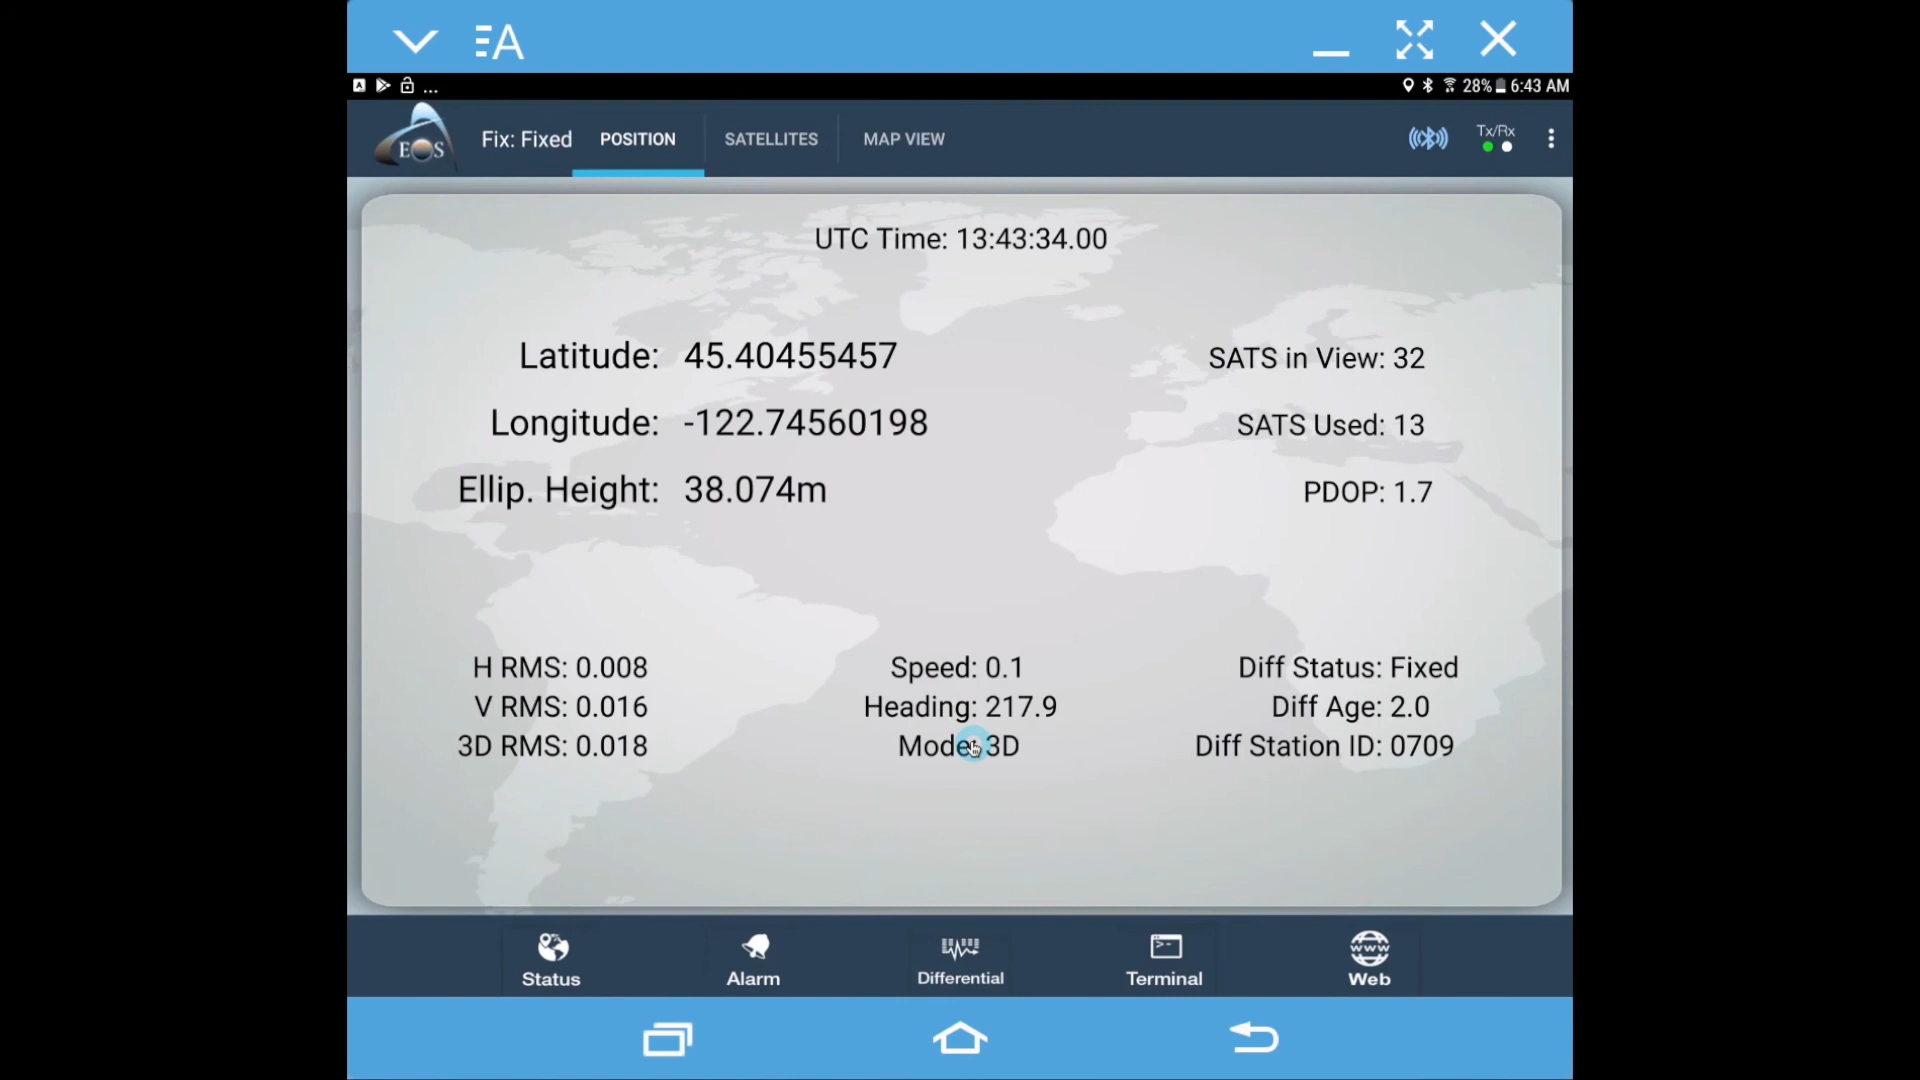 A
A ... 28% 6:43 AM
EOS Fix: Fixed POSITION SATELLITES MAP VIEW Tx/Rx
UTC Time: 13:43:34.00
Latitude: 45.40455457 SATS in View: 32
Longitude: -122.74560198 SATS Used: 13
Ellip. Height: 38.074m PDOP: 1.7
H RMS: 0.008 Speed: 0.1 Diff Status: Fixed
V RMS: 0.016 Heading: 217.9 Diff Age: 2.0
3D RMS: 0.018 Mode: 3D Diff Station ID: 0709
>- www
Status Alarm Differential Terminal Web